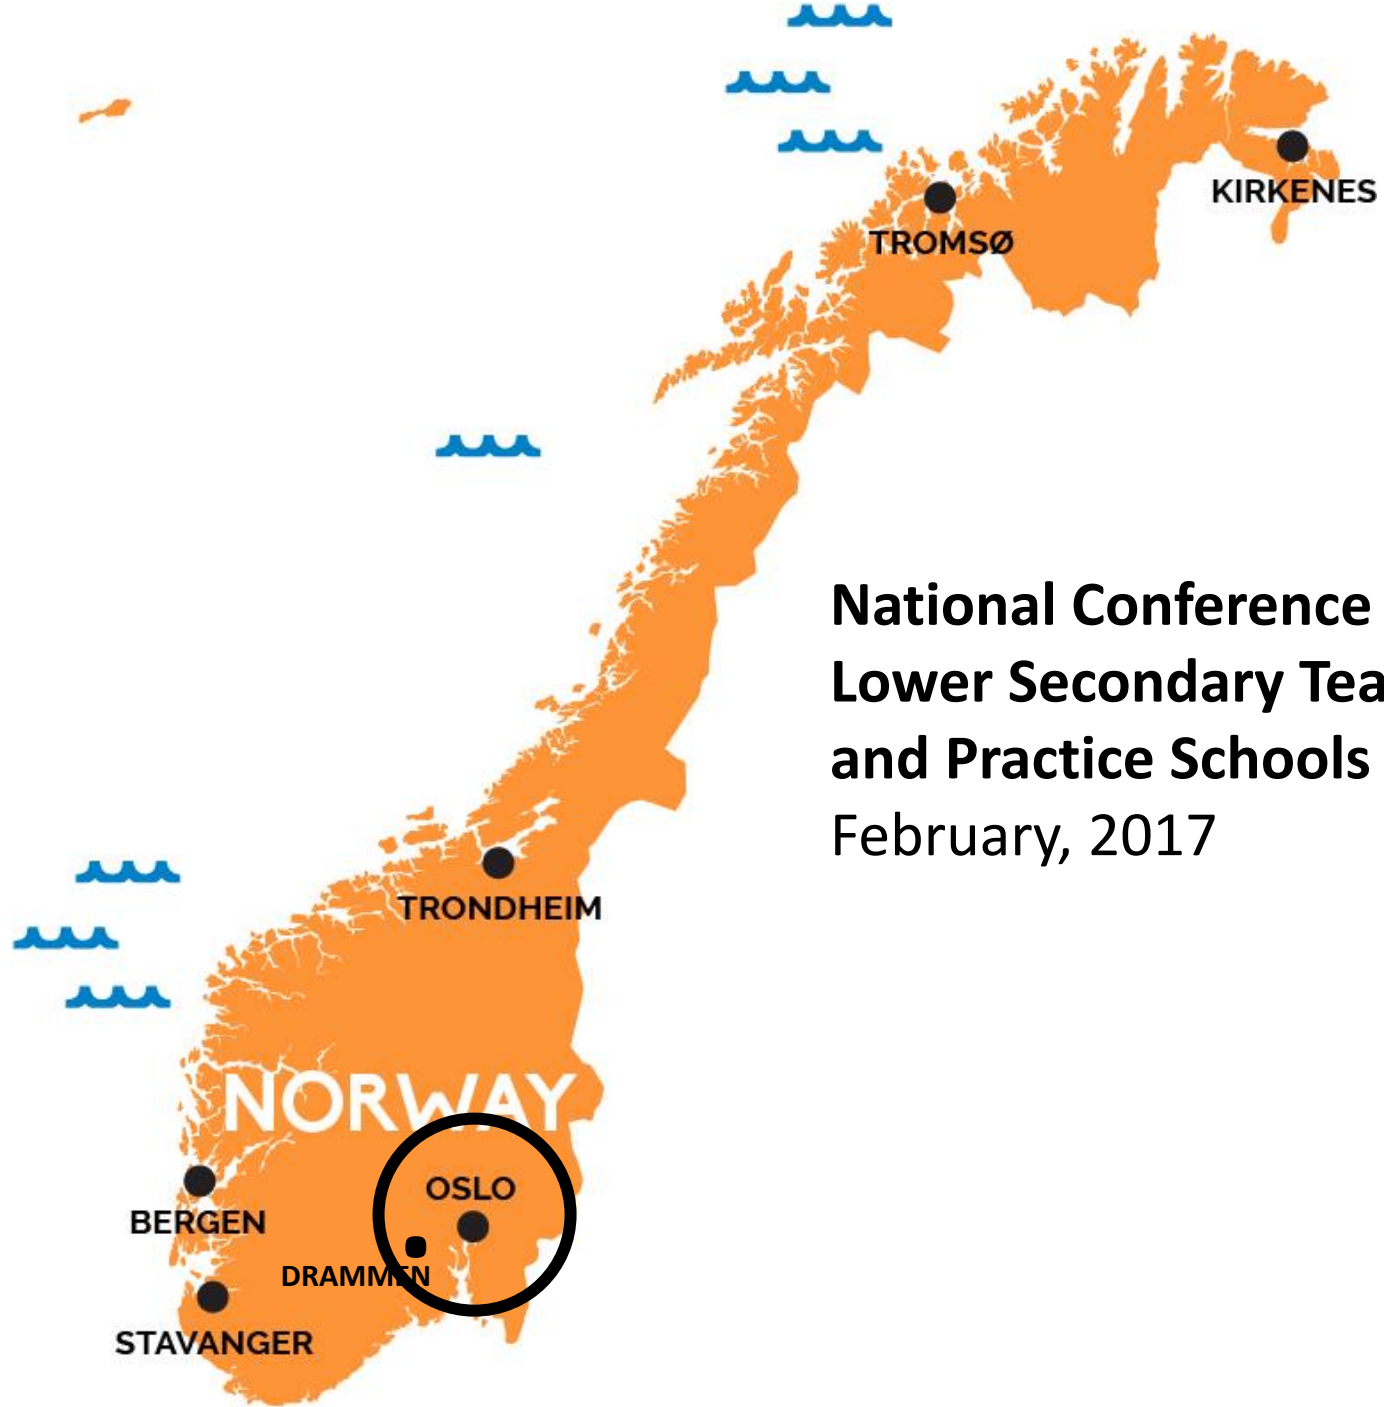 KIRKENES
TROMSØ
National Conference
Lower Secondary Tea
and Practice Schools
February, 2017
TRONDHEIM
NORWAY
OSLO
BERGEN
DRAMMEN
STAVANGER